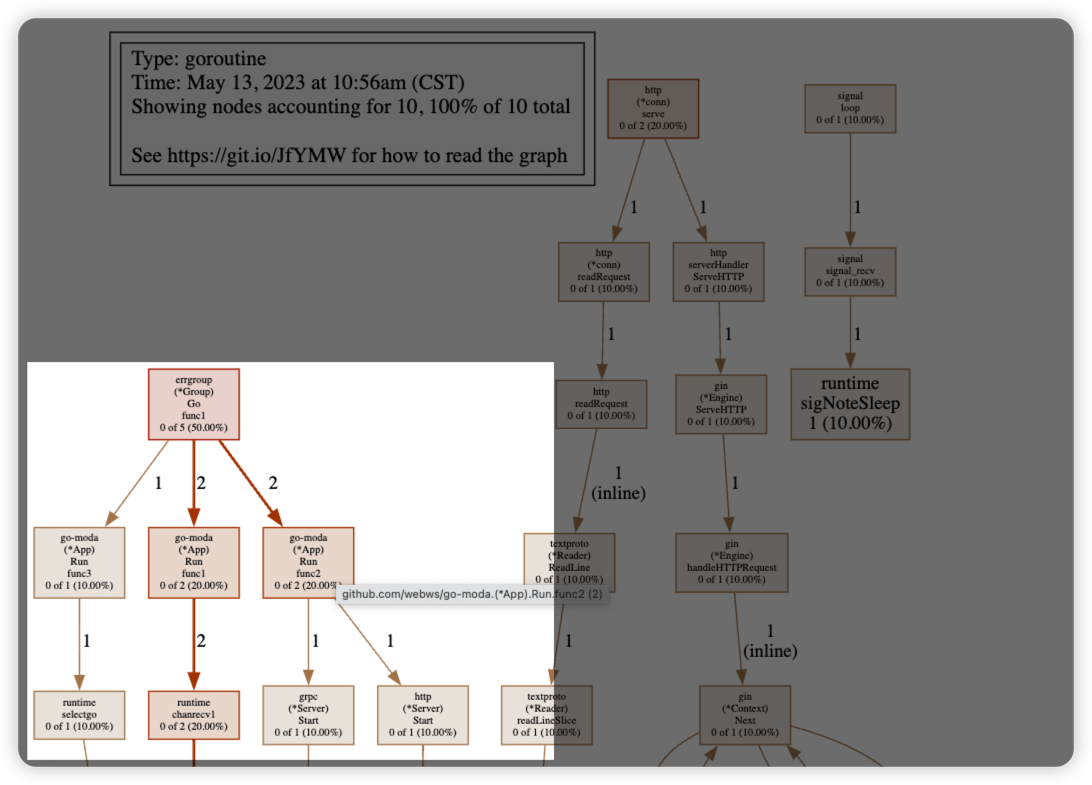 Type: goroutine
Time: May 13, 2023 at 10:56am (CST)
Showing nodes accounting for 10, 100% of 10 total
See https://git.io/JfYMW for how to read the graph
http
(*conn)
serve
0 of 2 (20.00%)
signal
loop
0 of 1 (10.00%)
1
1
1
http
(*conn)
readRequest
0 of 1 (10.00%)
http
serverHandler
ServeHTTP
0 of 1 (10.00%)
signal
signal_recv
0 of 1 (10.00%)
1
1
1
errgroup
(*Group)
Go
func1
0 of 5 (50.00%)
http
readRequest
0 of 1 (10.00%)
gin
(*Engine)
ServeHTTP
0 of 1 (10.00%)
runtime
sigNoteSleep
1 (10.00%)
1
2
2
1
(inline)
1
go-moda
(*App)
Run
func3
0 of 1 (10.00%)
go-moda
(*App)
Run
func1
0 of 2 (20.00%)
go-moda
(*App)
Run
func2
0 of 2 (20.00%)
textproto
(*Reader)
ReadLine
0 of 1 (10.00%)
gin
(*Engine)
handleHTTPRequest
0 of 1 (10.00%)
github.com/webws/go-moda.(*App).Run.func2 (2)
1
2
1
1
1
1
(inline)
runtime
selectgo
0 of 1 (10.00%)
runtime
chanrecv1
0 of 2 (20.00%)
grpc
(*Server)
Start
0 of 1 (10.00%)
http
(*Server)
Start
0 of 1 (10.00%)
textproto
(*Reader)
readLineSlice
0 of 1 (10.00%)
gin
(*Context)
Next
0 of 1 (10.00%)